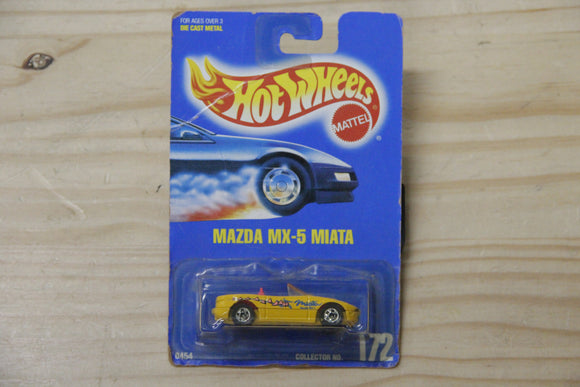 FOR AGES OVER 3
DIE CAST METAL
HOT WHEELS
MATTEL
®
MAZDA MX-5 MIATA
miata
0454
COLLECTOR NO.
172